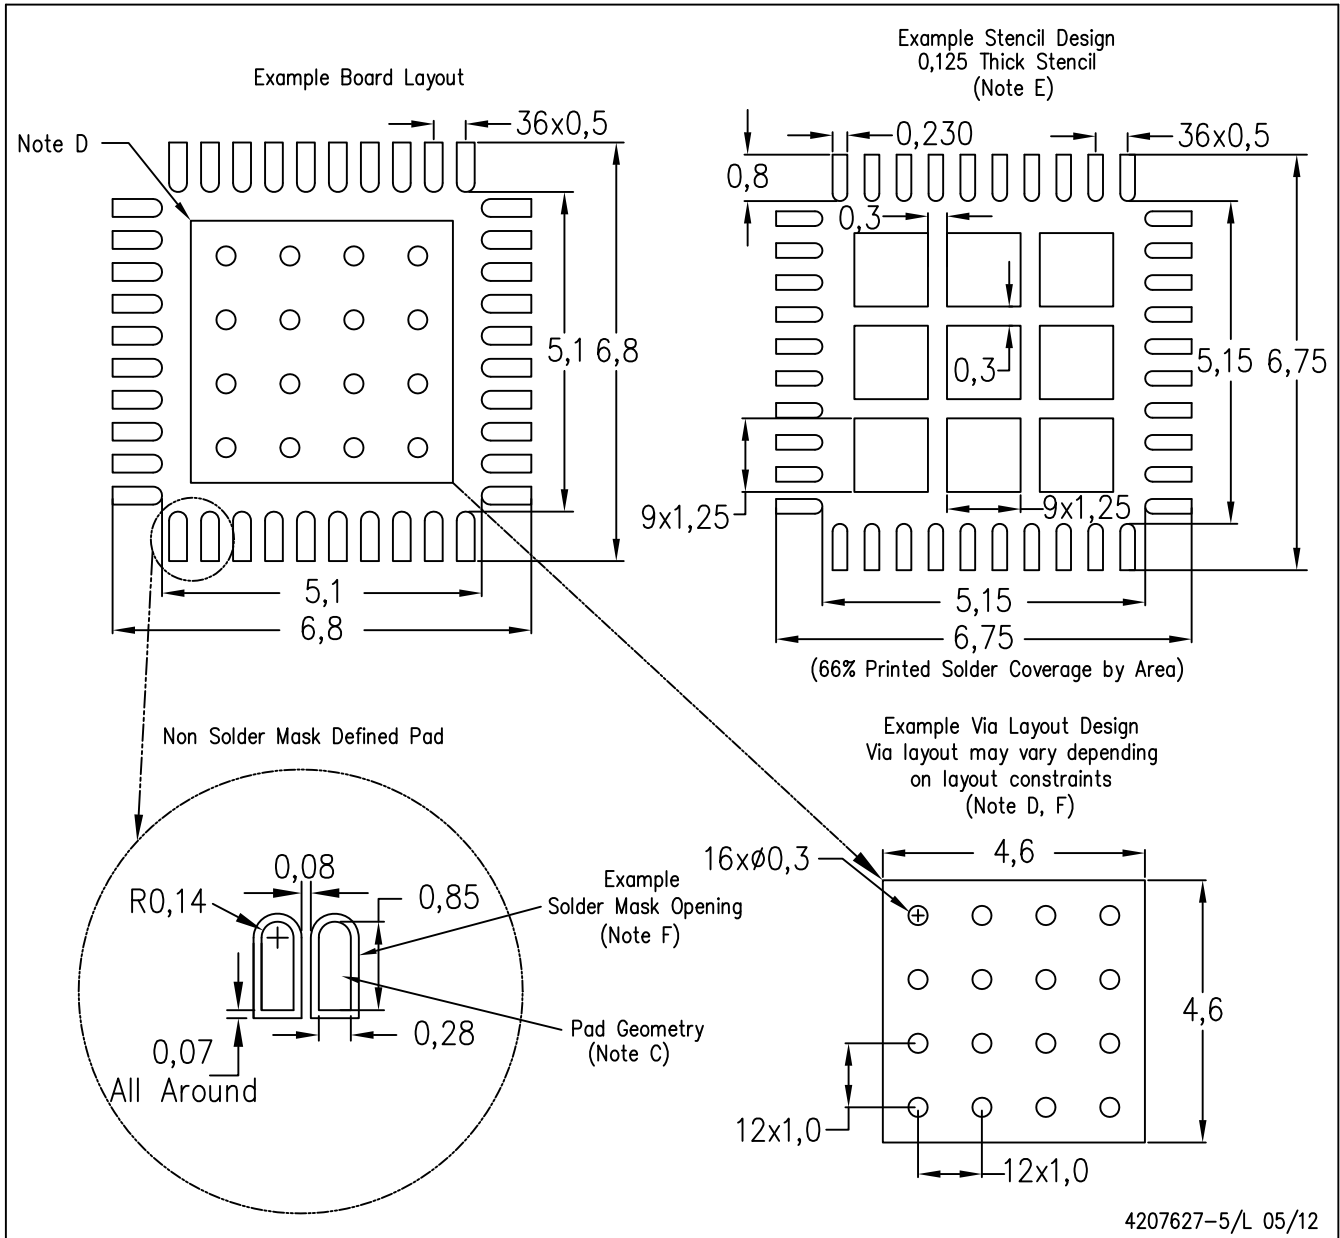 Example Board Layout
Note D
36x0,5
5,1
6,8
5,1
6,8
Example Stencil Design
0,125 Thick Stencil
(Note E)
0,230
36x0,5
0,8
0,3
0,3
5,15
6,75
9x1,25
9x1,25
5,15
6,75
(66% Printed Solder Coverage by Area)
Non Solder Mask Defined Pad
0,08
R0,14
0,85
Example
Solder Mask Opening
(Note F)
0,28
Pad Geometry
(Note C)
0,07
All Around
Example Via Layout Design
Via layout may vary depending
on layout constraints
(Note D, F)
16xø0,3
4,6
4,6
12x1,0
12x1,0
4207627-5/L 05/12